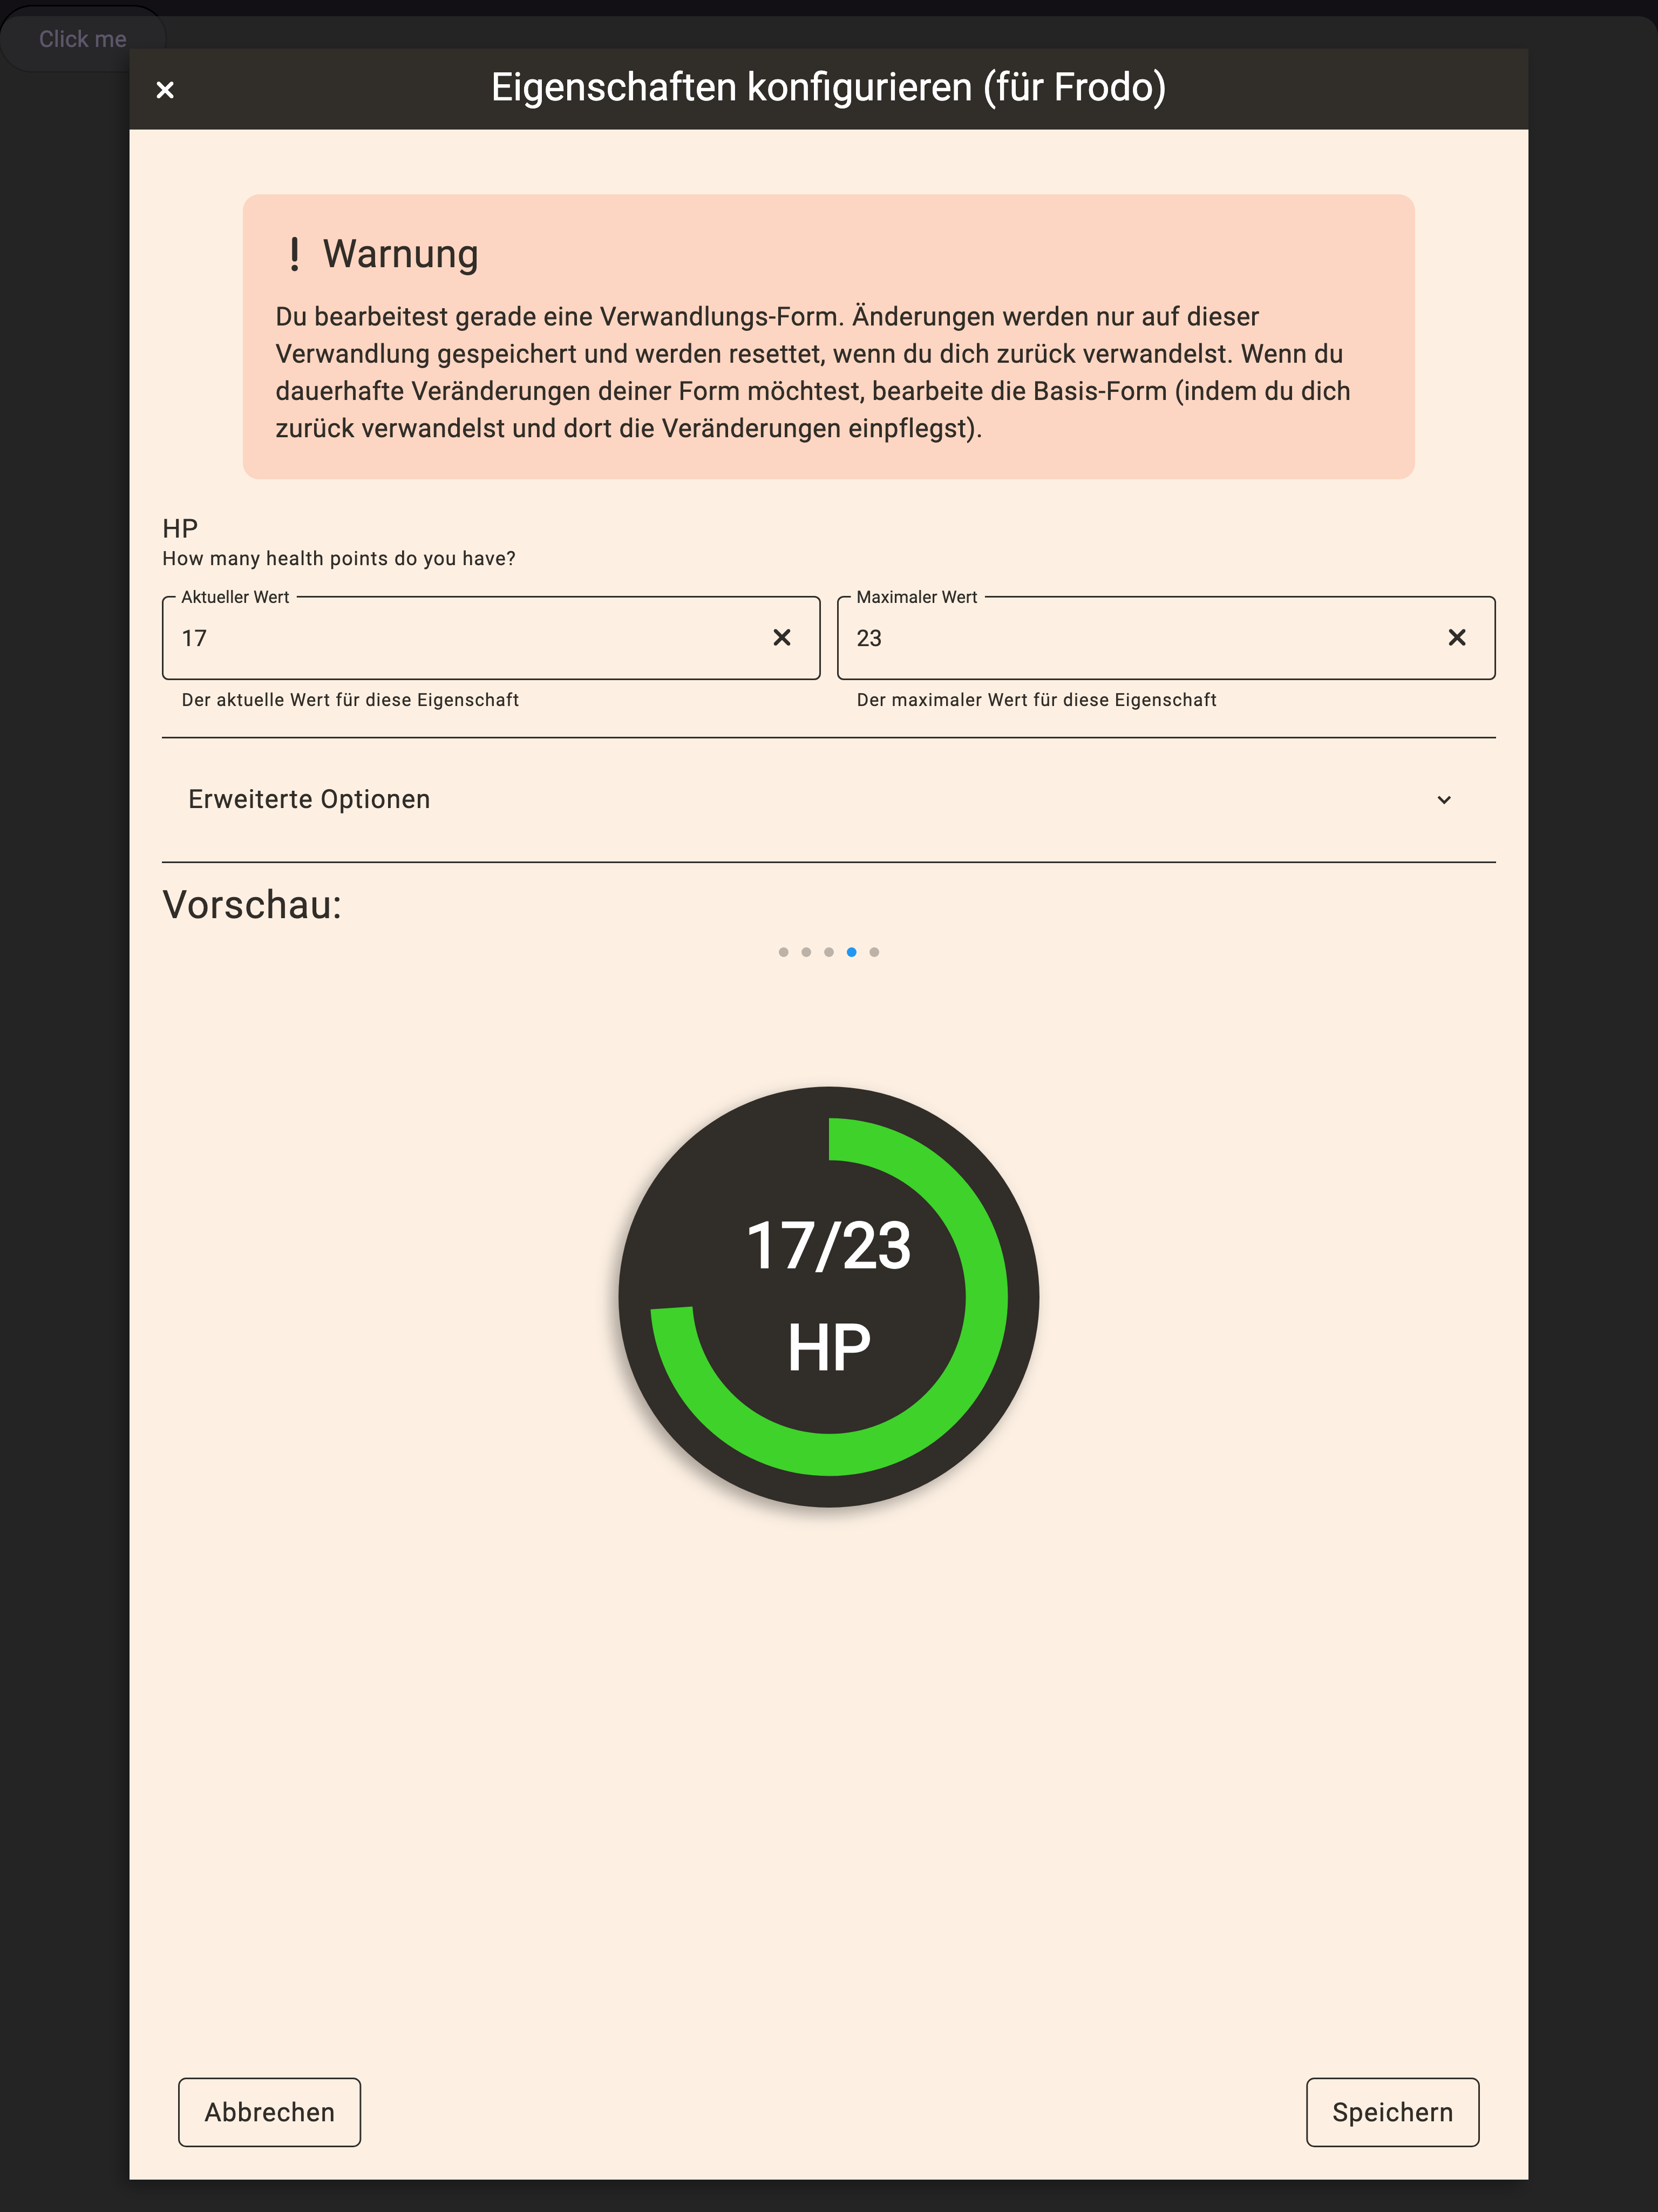 Click me
Eigenschaften konfigurieren (für Frodo)
! Warnung
Du bearbeitest gerade eine Verwandlungs-Form. Änderungen werden nur auf dieser
Verwandlung gespeichert und werden resettet, wenn du dich zurück verwandelst. Wenn du
dauerhafte Veränderungen deiner Form möchtest, bearbeite die Basis-Form (indem du dich
zurück verwandelst und dort die Veränderungen einpflegst).
HP
How many health points do you have?
Aktueller Wert
17
Der aktuelle Wert für diese Eigenschaft
Maximaler Wert
23
Der maximaler Wert für diese Eigenschaft
Erweiterte Optionen
Vorschau:
17/23
HP
Abbrechen
Speichern